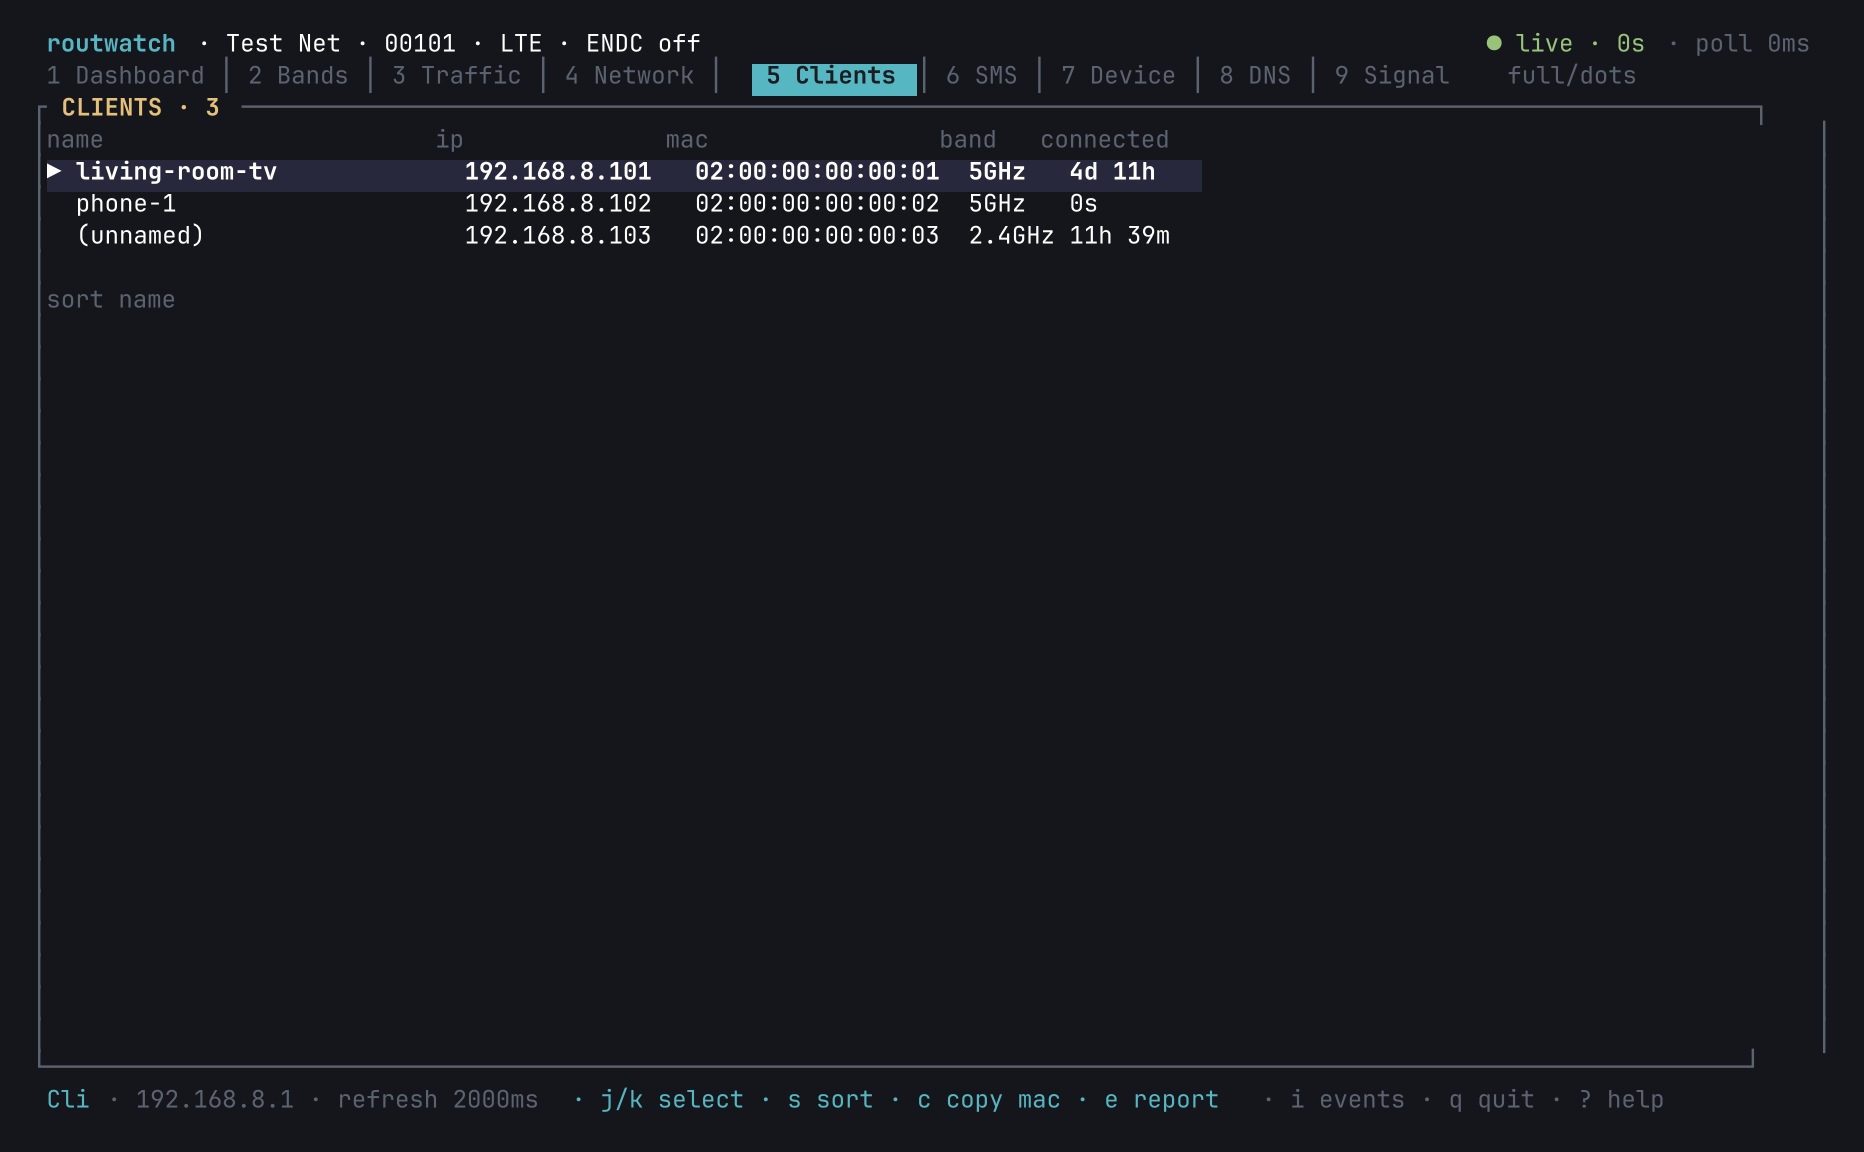 routwatch · Test Net · 00101 · LTE · ENDC off ● live · 0s · poll 0ms
1 Dashboard │ 2 Bands │ 3 Traffic │ 4 Network │ 5 Clients │ 6 SMS │ 7 Device │ 8 DNS │ 9 Signal full/dots
CLIENTS · 3
name ip mac band connected
▶ living-room-tv 192.168.8.101 02:00:00:00:00:01 5GHz 4d 11h
phone-1 192.168.8.102 02:00:00:00:00:02 5GHz 0s
(unnamed) 192.168.8.103 02:00:00:00:00:03 2.4GHz 11h 39m
sort name
Cli · 192.168.8.1 · refresh 2000ms · j/k select · s sort · c copy mac · e report · i events · q quit · ? help